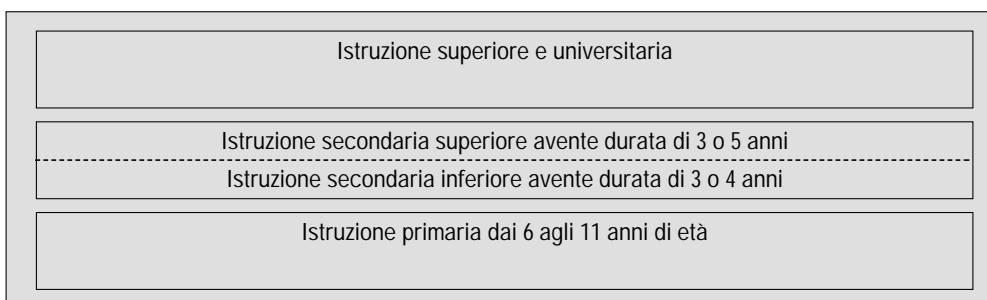 Istruzione superiore e universitaria
Istruzione secondaria superiore avente durata di 3 o 5 anni
Istruzione secondaria inferiore avente durata di 3 o 4 anni
Istruzione primaria dai 6 agli 11 anni di età